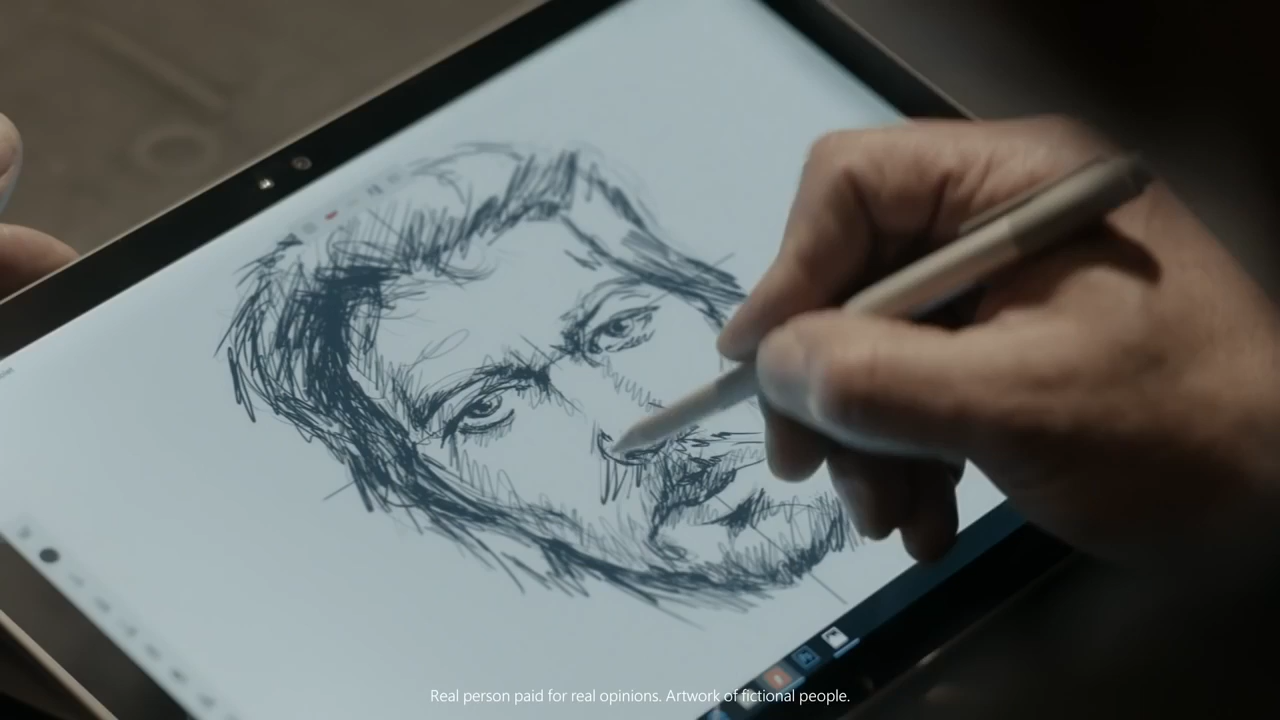 Real person paid for real opinions. Artwork of fictional people.